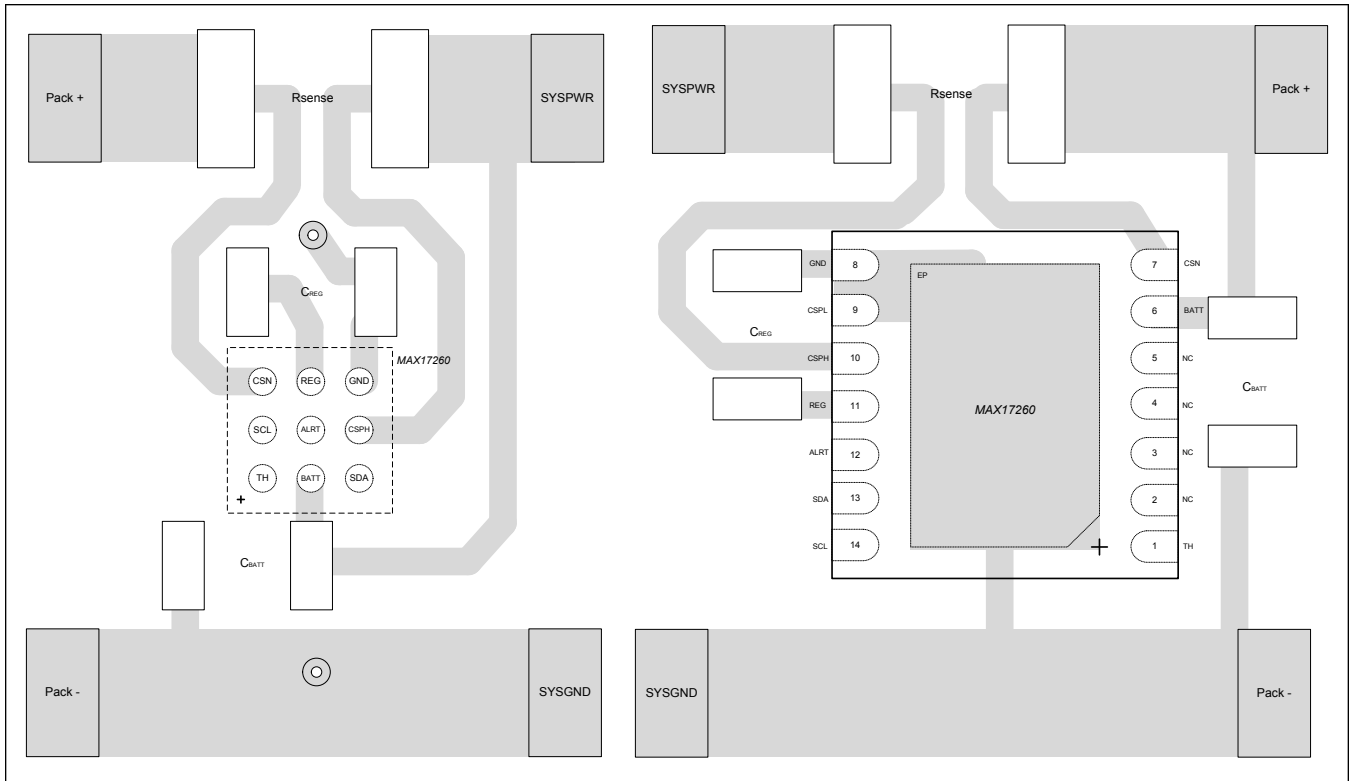 Pack +
Rsense
SYSPWR
CREG
MAX17260
CSN REG GND
SCL ALRT CSPH
TH BATT SDA
+
CBATT
Pack -
SYSGND
SYSPWR
Rsense
Pack +
GND 8
EP
7 CSN
CSPL 9
6 BATT
CREG
CSPH 10
5 NC
CBATT
REG 11
MAX17260
4 NC
ALRT 12
3 NC
SDA 13
2 NC
SCL 14
+
1 TH
SYSGND
Pack -